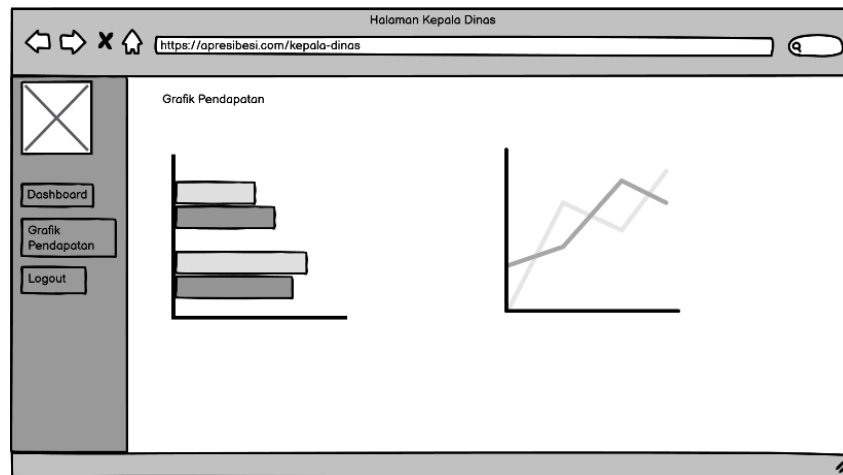 Halaman Kepala Dinas
https://apresibesi.com/kepala-dinas
Grafik Pendapatan
Dashboard
Grafik
Pendapatan
Logout